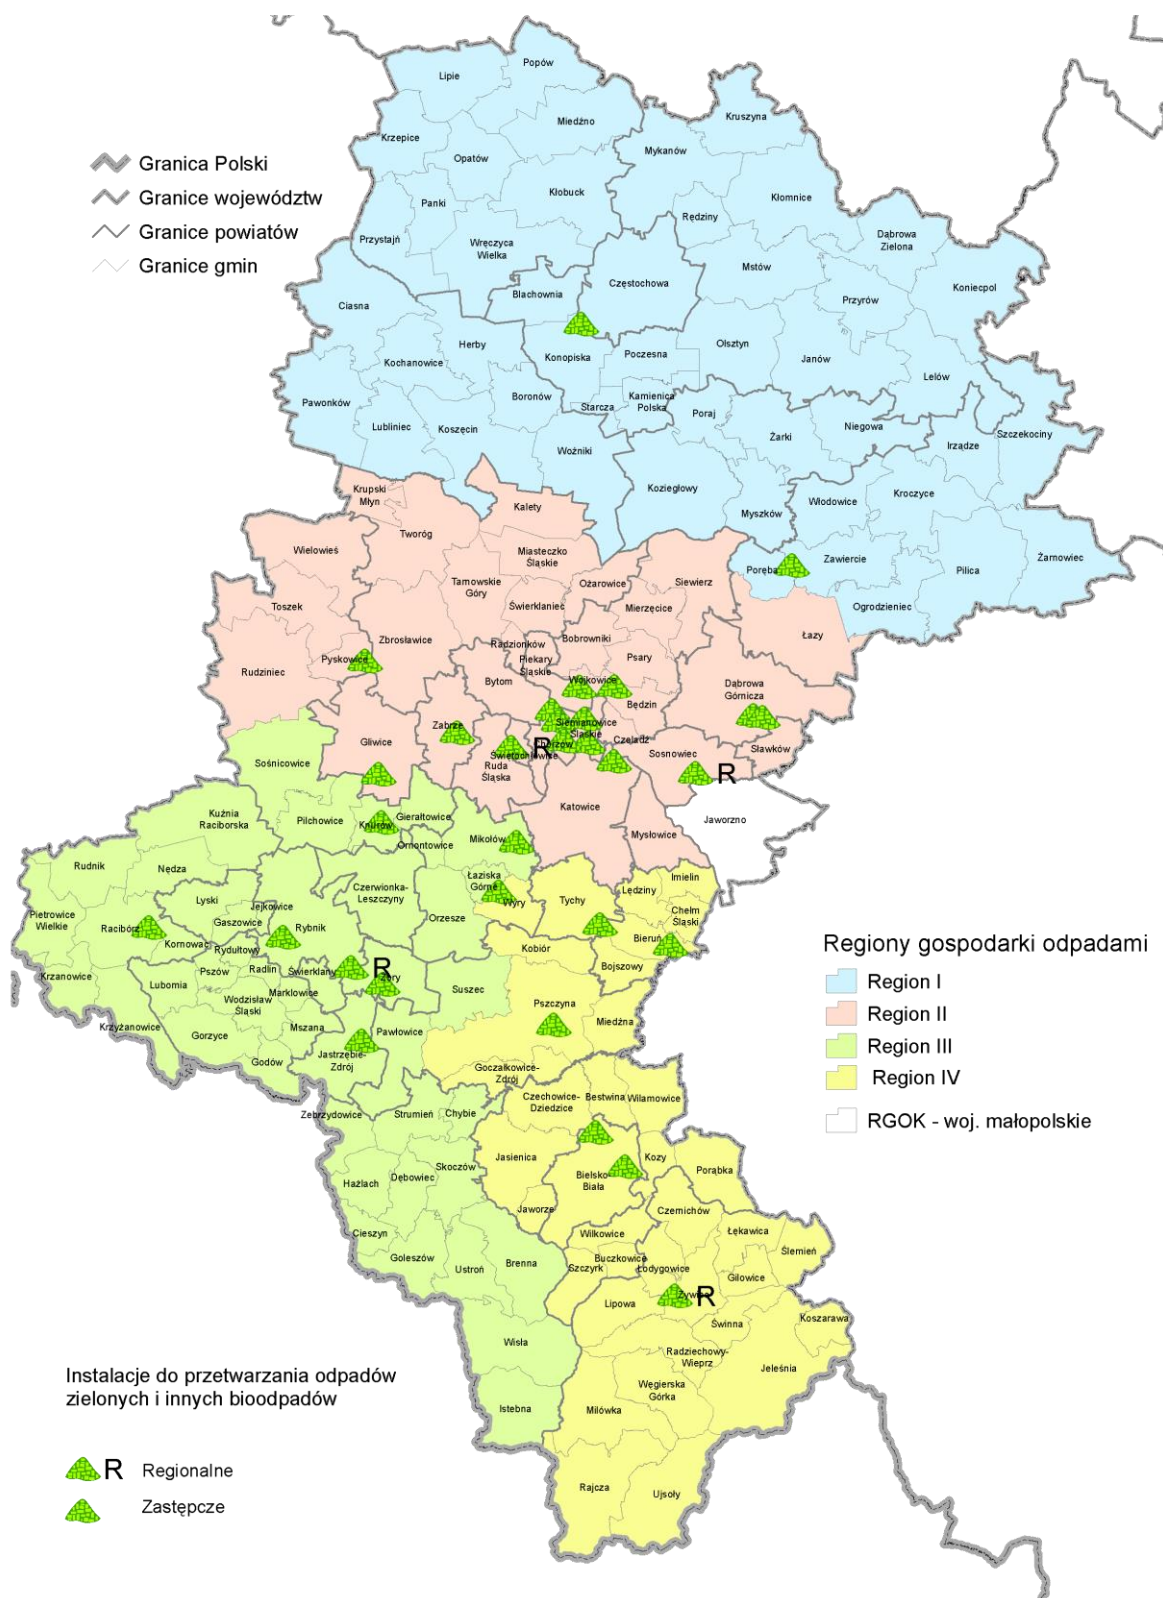 Popów
Lipie
Kruszyna
Miedźno
Krzepice
Mykanów
Opatów
Granica Polski
Kłobuck
Granice województw
Kłomnice
Panki
Rędziny
Granice powiatów
Dąbrowa
Zielona
Przystajń
Wręczyca
Wielka
Granice gmin
Mstów
Częstochowa
Koniecpol
Blachownia
Przyrów
Ciasna
Herby
Olsztyn
Konopiska
Poczesna
Janów
Kochanowice
Lelów
Boronów
Kamienica
Polska
Pawonków
Starcza
Poraj
Lubliniec
Koszęcin
Niegowa
Żarki
Szczekociny
Irządze
Woźniki
Koziegłowy
Krupski
Młyn
Kroczyce
Włodowice
Kalety
Myszków
Tworóg
Wielowieś
Miasteczko
Śląskie
Zawiercie
Żarnowiec
Poręba
Pilica
Tarnowskie
Góry
Ożarowice
Siewierz
Toszek
Świerklaniec
Mierzęcice
Ogrodzieniec
Zbrosławice
Radzionków
Bobrowniki
Łazy
Pyskowice
Piekary
Śląskie
Psary
Rudziniec
Bytom
Wojkowice
Dąbrowa
Górnicza
Będzin
Zabrze
Siemianowice
Śląskie
Gliwice
Chorzów
R
Czeladź
Świętochłowice
Sosnowiec
Sławków
Ruda
Śląska
R
Sośnicowice
Katowice
Kuźnia
Raciborska
Pilchowice
Gierałtowice
Knurów
Jaworzno
Mysłowice
Mikołów
Ornontowice
Rudnik
Nędza
Łaziska
Górne
Imielin
Czerwionka-
Leszczyny
Lędziny
Lyski
Wyry
Tychy
Jejkowice
Chełm
Śląski
Pietrowice
Wielkie
Orzesze
Gaszowice
Racibórz
Rybnik
Kornowac
Bieruń
Rydułtowy
Kobiór
Regiony gospodarki odpadami
Bojszowy
Krzanowice
Pszów
Radlin
Świerklany
R
Żory
Lubomia
Region I
Suszec
Marklowice
Wodzisław
Śląski
Pszczyna
Region II
Miedźna
Krzyżanowice
Mszana
Pawłowice
Gorzyce
Region III
Jastrzębie-
Zdrój
Godów
Goczałkowice-
Zdrój
Region IV
Czechowice-
Dziedzice
Bestwina
Wilamowice
Zebrzydowice
Strumień
Chybie
RGOK - woj. małopolskie
Jasienica
Kozy
Skoczów
Porąbka
Bielsko-
Biała
Hażlach
Dębowiec
Jaworze
Czernichów
Cieszyn
Wilkowice
Łękawica
Goleszów
Buczkowice
Ślemień
Brenna
Szczyrk
Łodygowice
Ustroń
Gilowice
Żywiec
R
Lipowa
Koszarawa
Świnna
Wisła
Radziechowy-
Wieprz
Jeleśnia
Instalacje do przetwarzania odpadów
zielonych i innych bioodpadów
Węgierska
Górka
Istebna
Milówka
R
Regionalne
Rajcza
Ujsoły
Zastępcze